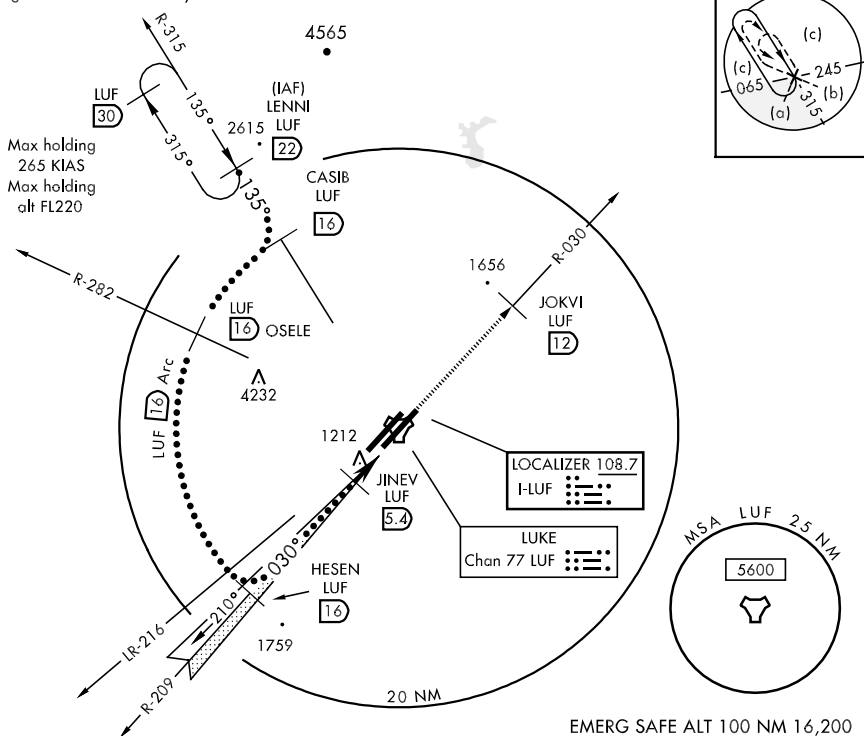 R-315
4565
LUF
30
135°
315°
(IAF)
LENNI
LUF
22
2615
Max holding
265 KIAS
Max holding
alt FL220
135°
CASIB
LUF
16
(c)
(c)
245
065
(b)
(a)
315
R-282
LUF
16 OSELE
4232
LUF 16 Arc
1656
R-030
JOKVI
LUF
12
1212
JINEV
LUF
5.4
LOCALIZER 108.7
I-LUF
LUKE
Chan 77 LUF
030°
HESEN
LUF
16
210°
1759
LR-216
R-209
20 NM
MSA LUF 25 NM
5600
EMERG SAFE ALT 100 NM 16,200